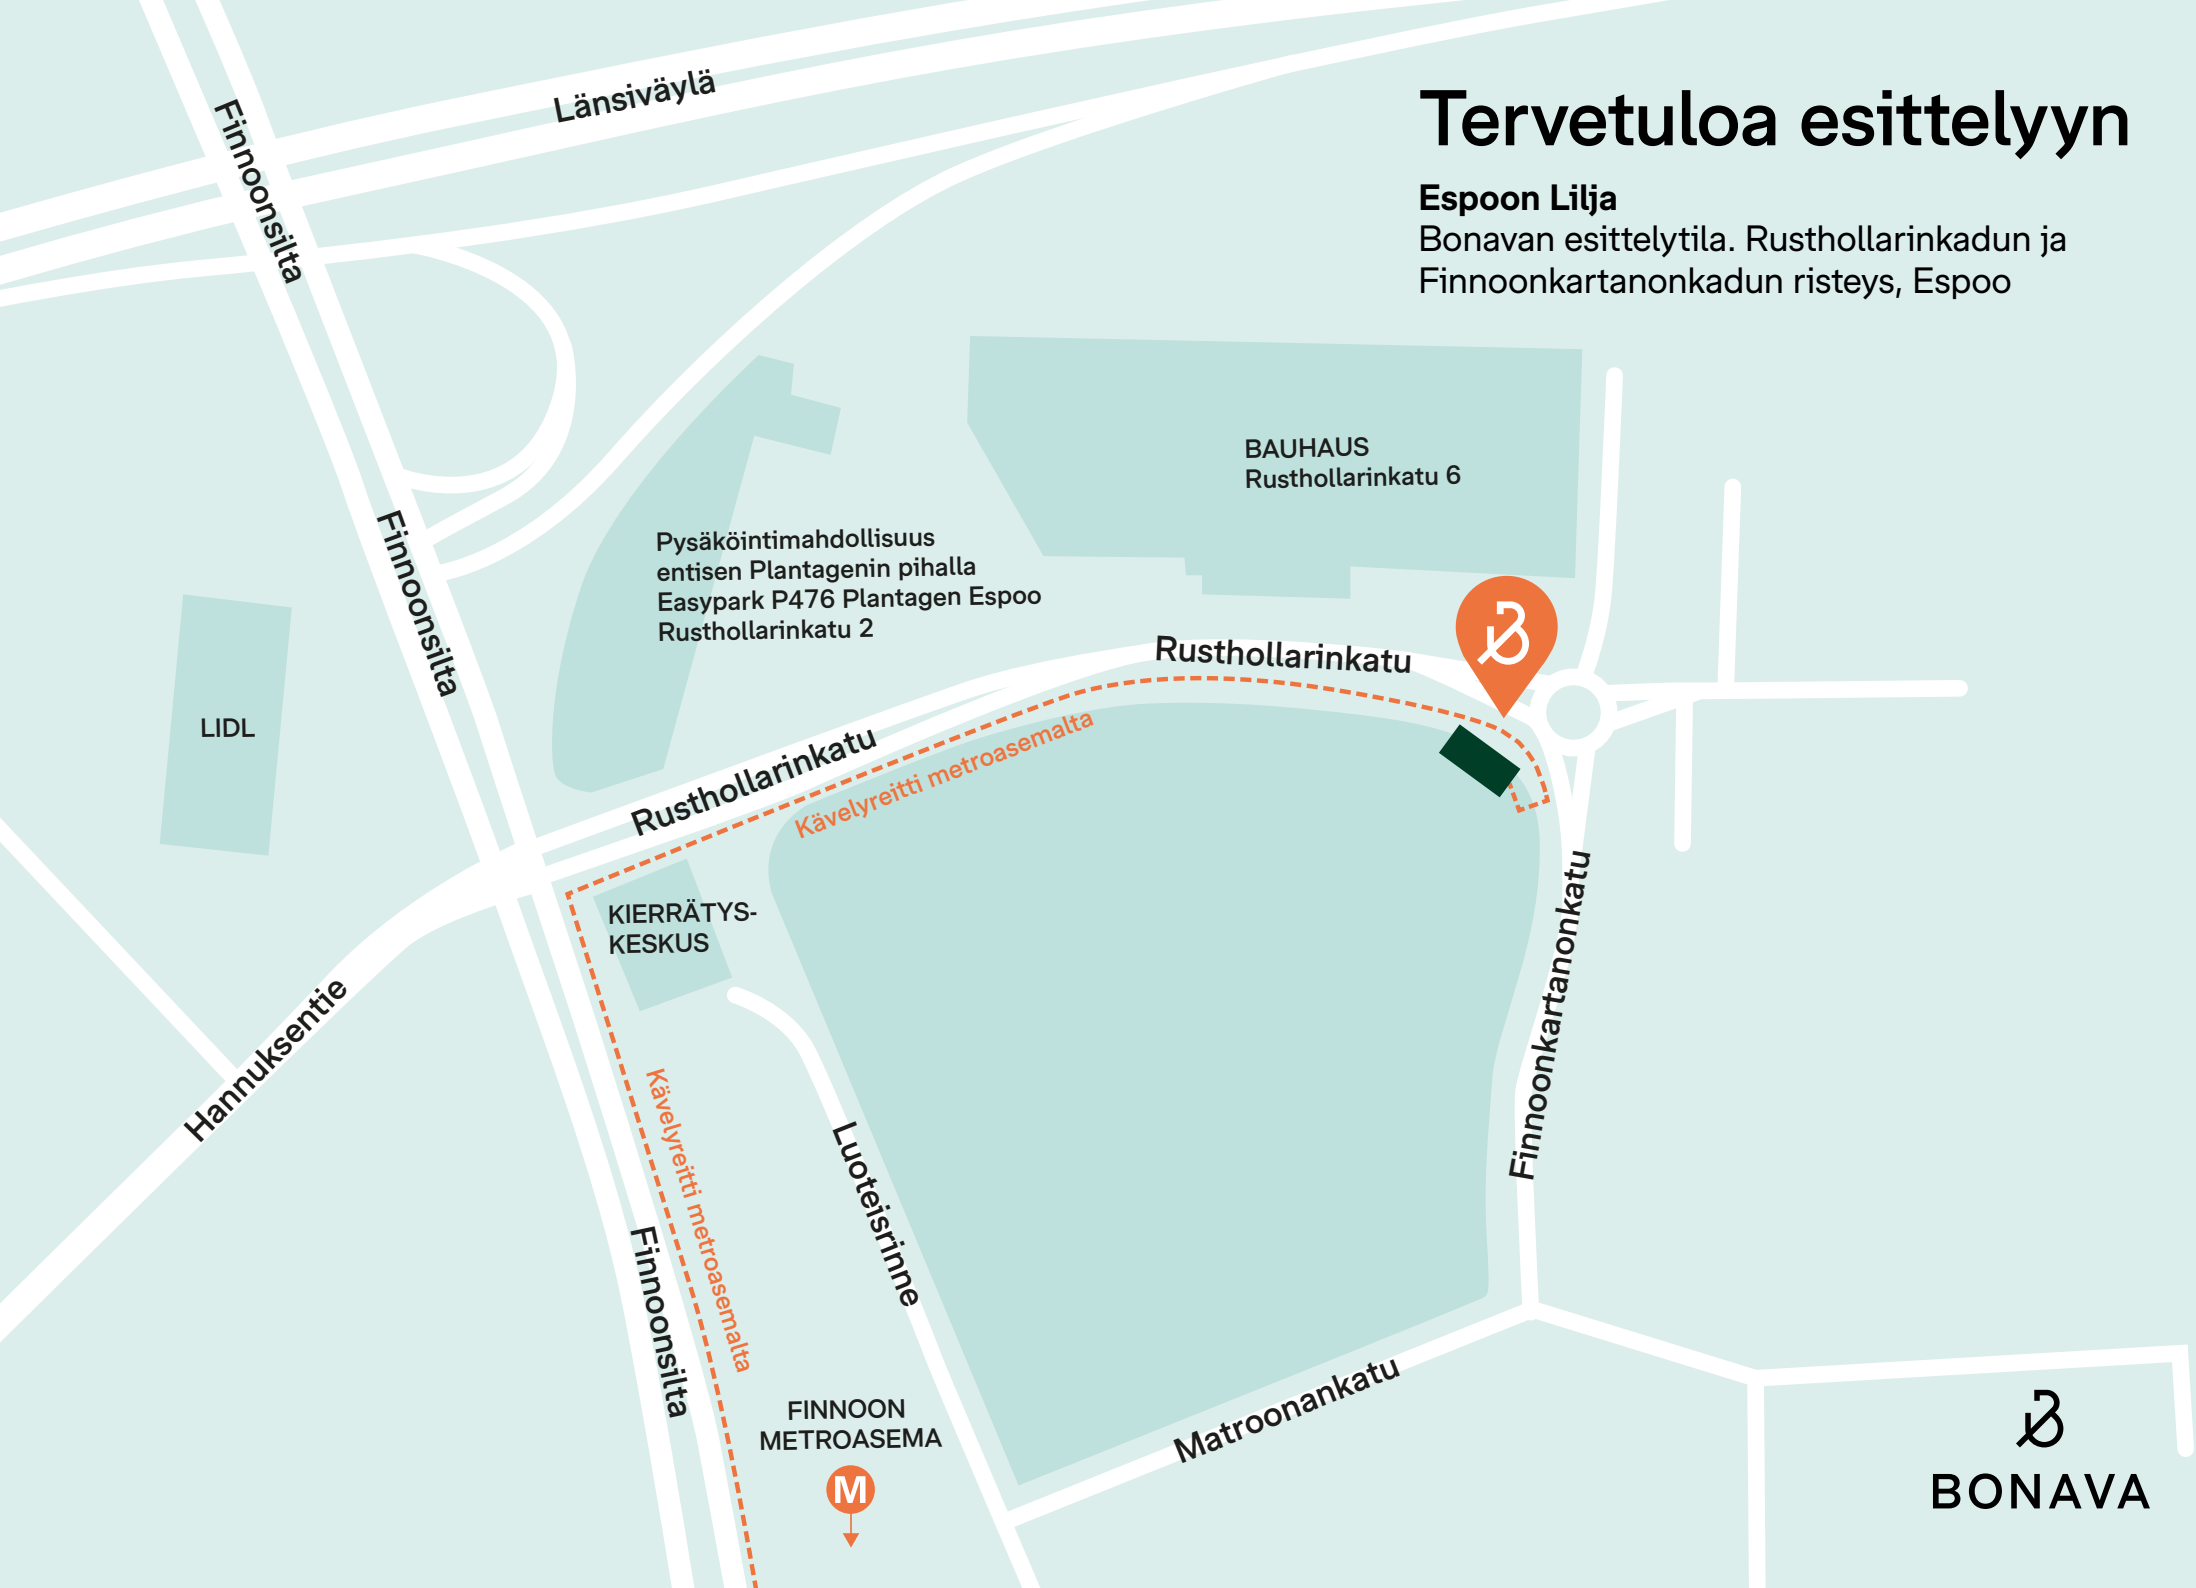 Tervetuloa esittelyyn
Espoon Lilja
Bonavan esittelytila. Rusthollarinkadun ja
Finnoonkartanonkadun risteys, Espoo
Länsiväylä
Finnoonsilta
BAUHAUS
Rusthollarinkatu 6
Pysäköintimahdollisuus
entisen Plantagenin pihalla
Easypark P476 Plantagen Espoo
Rusthollarinkatu 2
Finnoonsilta
LIDL
Rusthollarinkatu
Rusthollarinkatu
Kävelyreitti metroasemalta
KIERRÄTYS-
KESKUS
Hannuksentie
Finnoonkartanonkatu
Kävelyreitti metroasemalta
Luoteisrinne
Finnoonsilta
Matroonankatu
FINNOON
METROASEMA
M
BONAVA